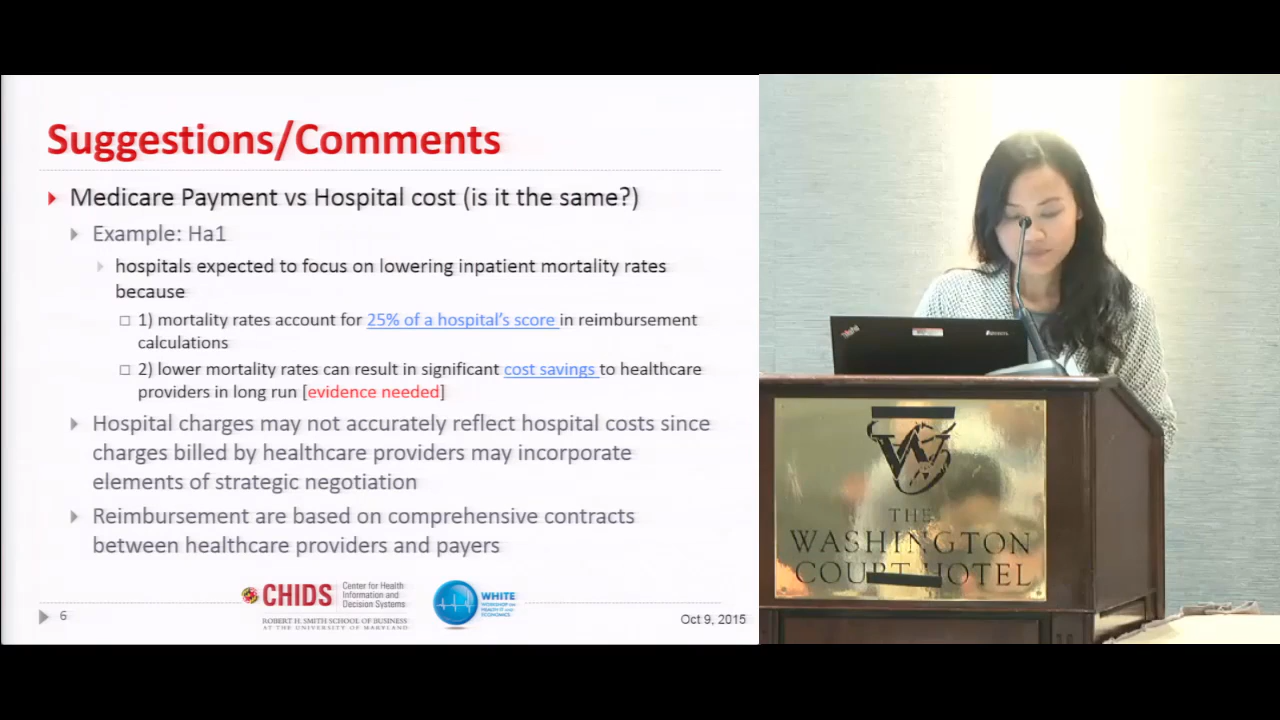 Suggestions/Comments
Medicare Payment vs Hospital cost (is it the same?)
Example: Ha1
hospitals expected to focus on lowering inpatient mortality rates
because
1) mortality rates account for 25% of a hospital's score in reimbursement
calculations
2) lower mortality rates can result in significant cost savings to healthcare
providers in long run [evidence needed]
Hospital charges may not accurately reflect hospital costs since
charges billed by healthcare providers may incorporate
elements of strategic negotiation
Reimbursement are based on comprehensive contracts
between healthcare providers and payers
CHIDS
Center for Health
Information and
Decision Systems
ROBERT H. SMITH SCHOOL OF BUSINESS
AT THE UNIVERSITY OF MARYLAND
WHITE
WORKSHOP ON
HEALTH IT AND
ECONOMICS
6
Oct 9, 2015
THE
WASHINGTON
COURT HOTEL